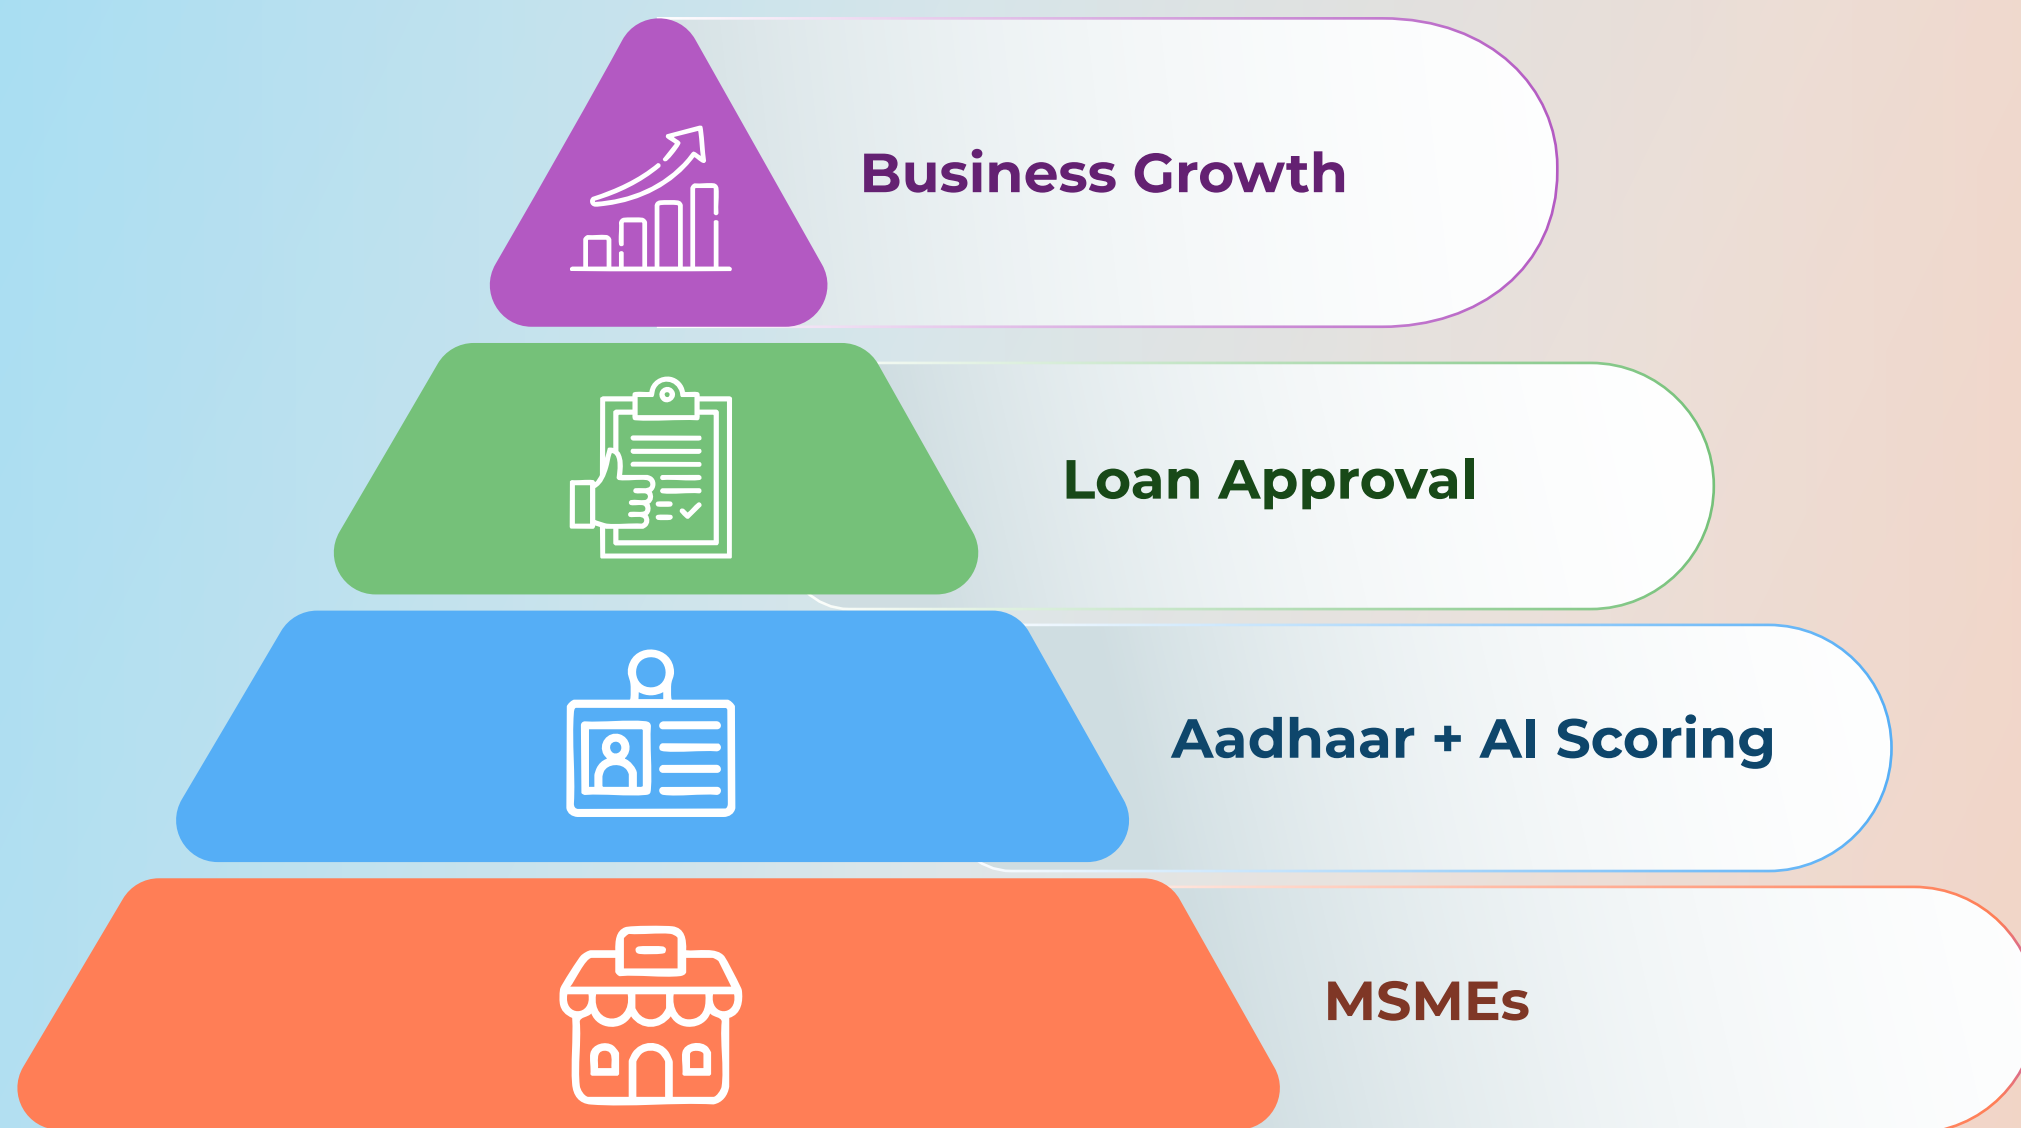 Business Growth
Loan Approval
Aadhaar + AI Scoring
MSMEs